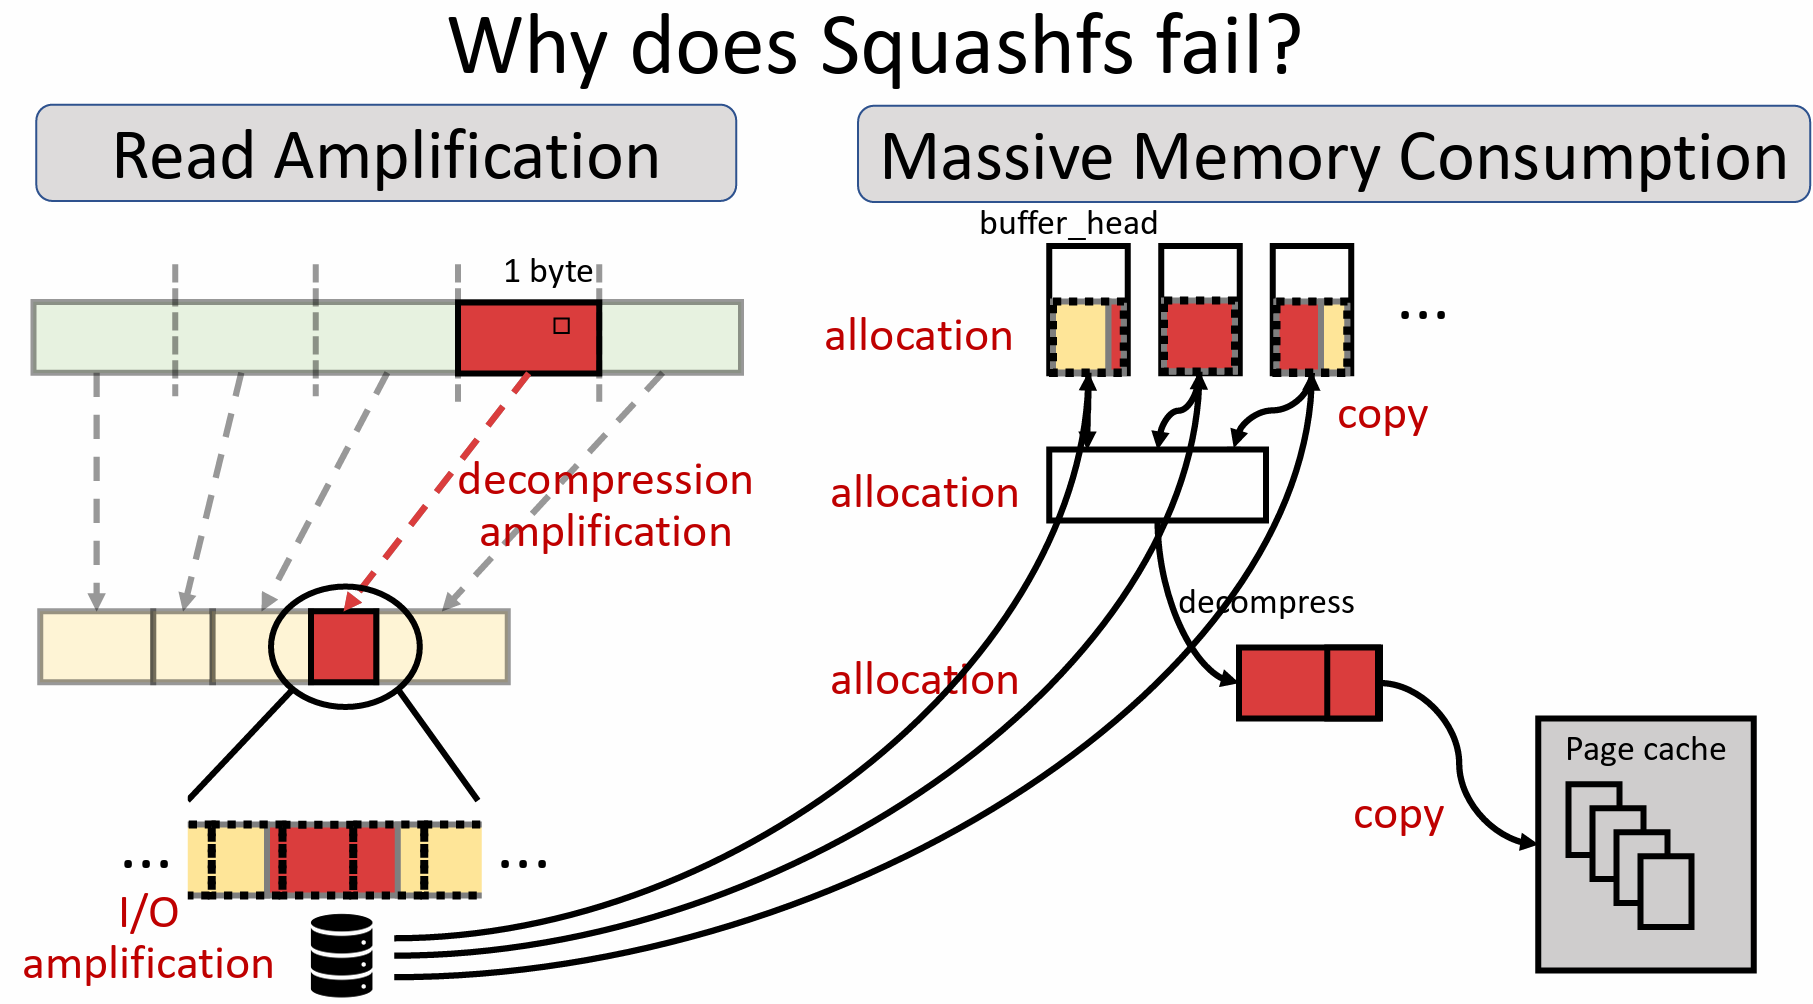 Why does Squashfs fail?
Read Amplification
1 byte
decompression
amplification
...
...
I/O
amplification
Massive Memory Consumption
buffer_head
allocation
...
copy
allocation
decompress
allocation
Page cache
copy